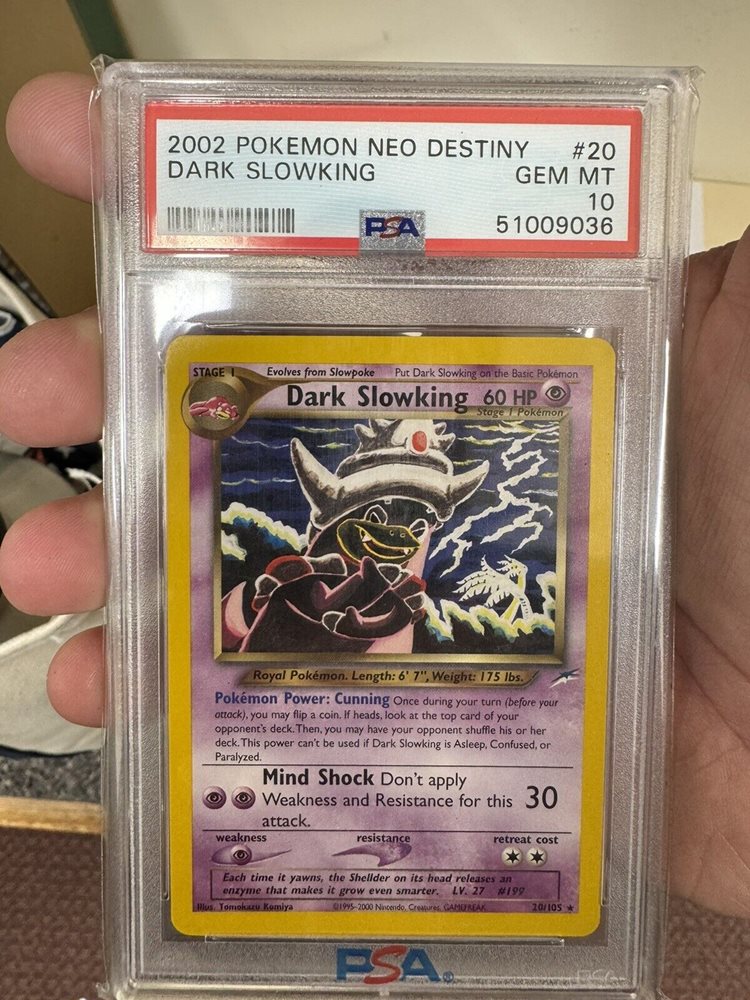 2002 POKEMON NEO DESTINY #20
DARK SLOWKING GEM MT
10
PSA 51009036
STAGE 1 Evolves from Slowpoke Put Dark Slowking on the Basic Pokémon
Dark Slowking 60 HP
Stage 1 Pokémon
Royal Pokémon. Length: 6' 7", Weight: 175 lbs.
Pokémon Power: Cunning Once during your turn (before your
attack), you may flip a coin. If heads, look at the top card of your
opponent's deck. Then, you may have your opponent shuffle his or her
deck. This power can't be used if Dark Slowking is Asleep, Confused, or
Paralyzed.
Mind Shock Don't apply
Weakness and Resistance for this 30
attack.
weakness resistance retreat cost
Each time it yawns, the Shellder on its head releases an
enzyme that makes it grow even smarter. LV. 27 #199
Illus. Tomokazu Komiya ©1995-2000 Nintendo, Creatures, GAMEFREAK. 20/105 ★
PSA®